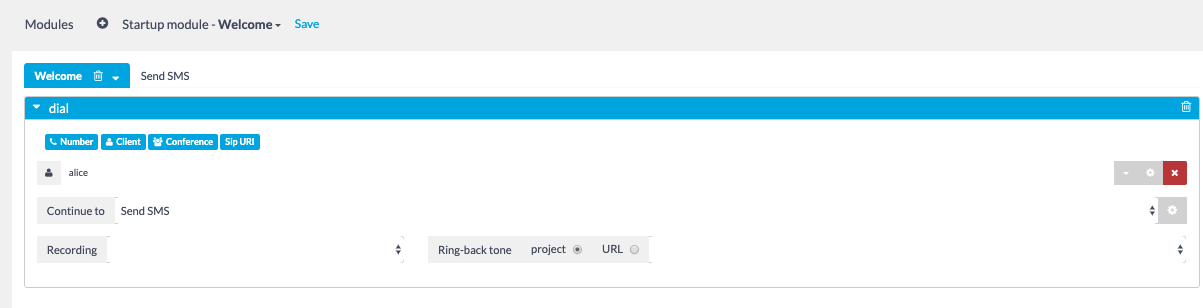 Modules Startup module - Welcome Save
Welcome Send SMS
dial
Number Client Conference Sip URI
alice
Continue to Send SMS
Recording Ring-back tone project URL